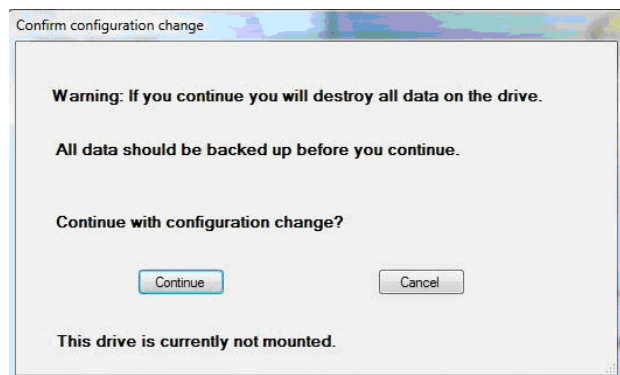 Confirm configuration change
Warning: If you continue you will destroy all data on the drive.
All data should be backed up before you continue.
Continue with configuration change?
Continue Cancel
This drive is currently not mounted.